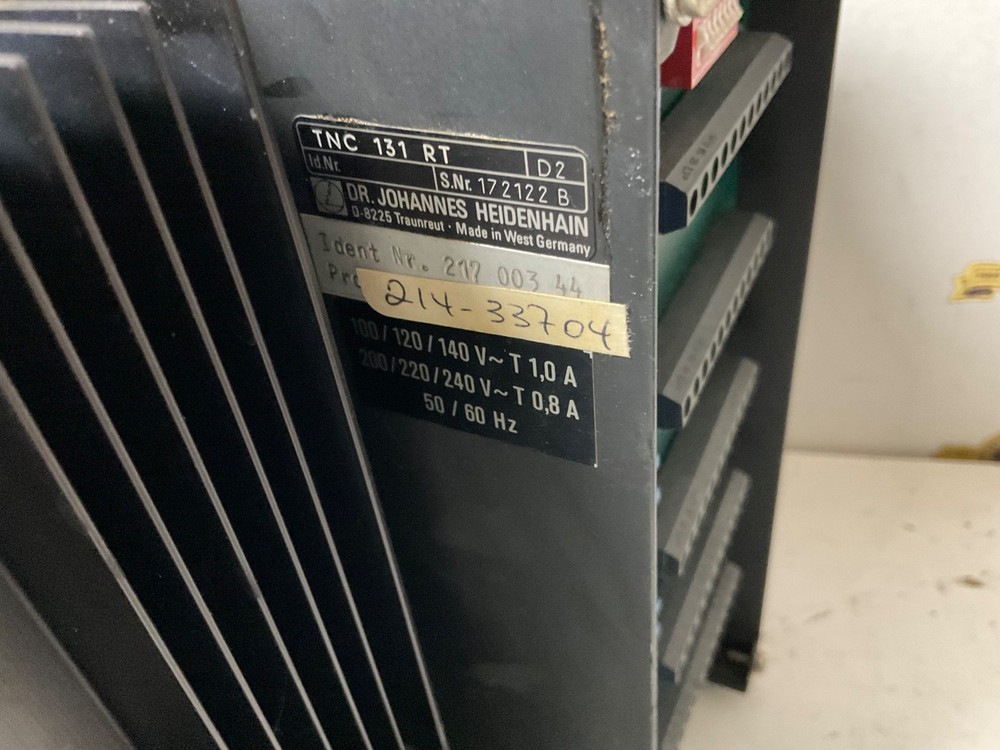 TNC 131 RT D2
Id.Nr. S.Nr. 172122 B
DR. JOHANNES HEIDENHAIN
D-8225 Traunreut · Made in West Germany
Ident Nr. 217 003 44
214-33704
100/120/140 V~ T 1,0 A
200/220/240 V~ T 0,8 A
50 / 60 Hz